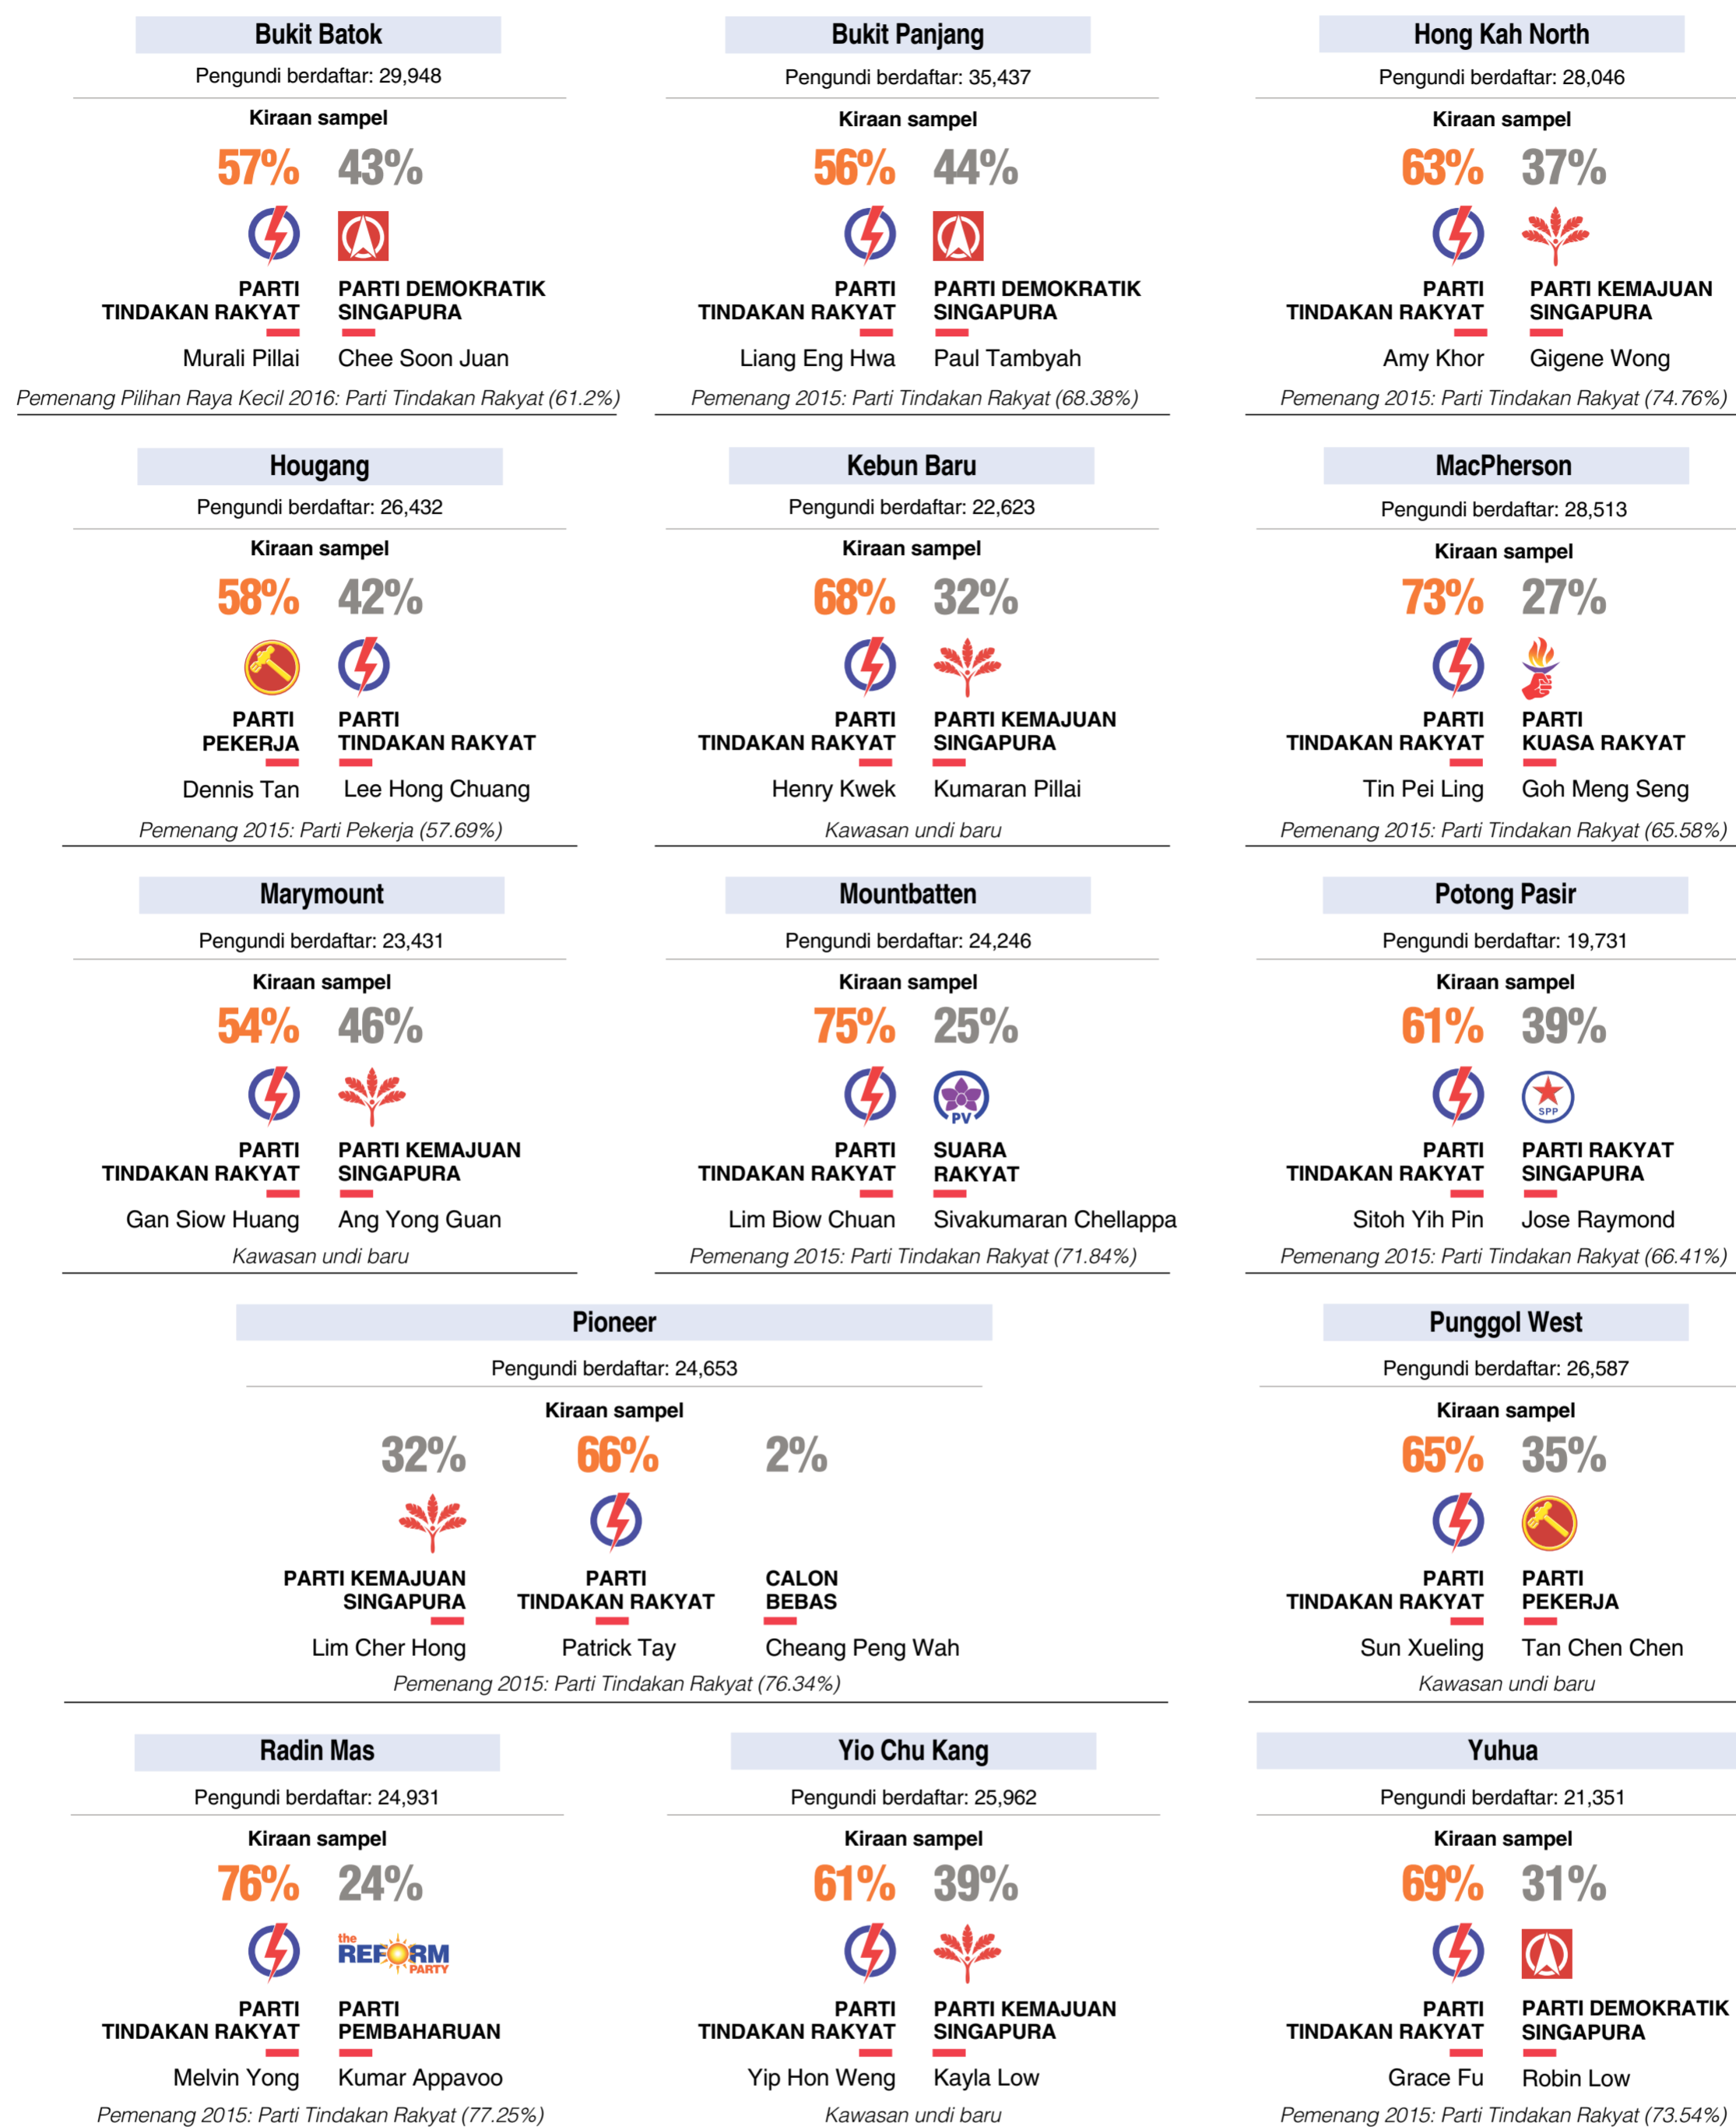 Bukit Batok
Pengundi berdaftar: 29,948
Kiraan sampel
57% 43%
PARTI TINDAKAN RAKYAT
PARTI DEMOKRATIK SINGAPURA
Murali Pillai Chee Soon Juan
Pemenang Pilihan Raya Kecil 2016: Parti Tindakan Rakyat (61.2%)
Bukit Panjang
Pengundi berdaftar: 35,437
Kiraan sampel
56% 44%
PARTI TINDAKAN RAKYAT
PARTI DEMOKRATIK SINGAPURA
Liang Eng Hwa Paul Tambyah
Pemenang 2015: Parti Tindakan Rakyat (68.38%)
Hong Kah North
Pengundi berdaftar: 28,046
Kiraan sampel
63% 37%
PARTI TINDAKAN RAKYAT
PARTI KEMAJUAN SINGAPURA
Amy Khor Gigene Wong
Pemenang 2015: Parti Tindakan Rakyat (74.76%)
Hougang
Pengundi berdaftar: 26,432
Kiraan sampel
58% 42%
PARTI PEKERJA
PARTI TINDAKAN RAKYAT
Dennis Tan Lee Hong Chuang
Pemenang 2015: Parti Pekerja (57.69%)
Kebun Baru
Pengundi berdaftar: 22,623
Kiraan sampel
68% 32%
PARTI TINDAKAN RAKYAT
PARTI KEMAJUAN SINGAPURA
Henry Kwek Kumaran Pillai
Kawasan undi baru
MacPherson
Pengundi berdaftar: 28,513
Kiraan sampel
73% 27%
PARTI TINDAKAN RAKYAT
PARTI KUASA RAKYAT
Tin Pei Ling Goh Meng Seng
Pemenang 2015: Parti Tindakan Rakyat (65.58%)
Marymount
Pengundi berdaftar: 23,431
Kiraan sampel
54% 46%
PARTI TINDAKAN RAKYAT
PARTI KEMAJUAN SINGAPURA
Gan Siow Huang Ang Yong Guan
Kawasan undi baru
Mountbatten
Pengundi berdaftar: 24,246
Kiraan sampel
75% 25%
PV
PARTI TINDAKAN RAKYAT
SUARA RAKYAT
Lim Biow Chuan Sivakumaran Chellappa
Pemenang 2015: Parti Tindakan Rakyat (71.84%)
Potong Pasir
Pengundi berdaftar: 19,731
Kiraan sampel
61% 39%
SPP
PARTI TINDAKAN RAKYAT
PARTI RAKYAT SINGAPURA
Sitoh Yih Pin Jose Raymond
Pemenang 2015: Parti Tindakan Rakyat (66.41%)
Pioneer
Pengundi berdaftar: 24,653
Kiraan sampel
32% 66% 2%
PARTI KEMAJUAN SINGAPURA
PARTI TINDAKAN RAKYAT
CALON BEBAS
Lim Cher Hong Patrick Tay Cheang Peng Wah
Pemenang 2015: Parti Tindakan Rakyat (76.34%)
Punggol West
Pengundi berdaftar: 26,587
Kiraan sampel
65% 35%
PARTI TINDAKAN RAKYAT
PARTI PEKERJA
Sun Xueling Tan Chen Chen
Kawasan undi baru
Radin Mas
Pengundi berdaftar: 24,931
Kiraan sampel
76% 24%
the REFORM PARTY
PARTI TINDAKAN RAKYAT
PARTI PEMBAHARUAN
Melvin Yong Kumar Appavoo
Pemenang 2015: Parti Tindakan Rakyat (77.25%)
Yio Chu Kang
Pengundi berdaftar: 25,962
Kiraan sampel
61% 39%
PARTI TINDAKAN RAKYAT
PARTI KEMAJUAN SINGAPURA
Yip Hon Weng Kayla Low
Kawasan undi baru
Yuhua
Pengundi berdaftar: 21,351
Kiraan sampel
69% 31%
PARTI TINDAKAN RAKYAT
PARTI DEMOKRATIK SINGAPURA
Grace Fu Robin Low
Pemenang 2015: Parti Tindakan Rakyat (73.54%)